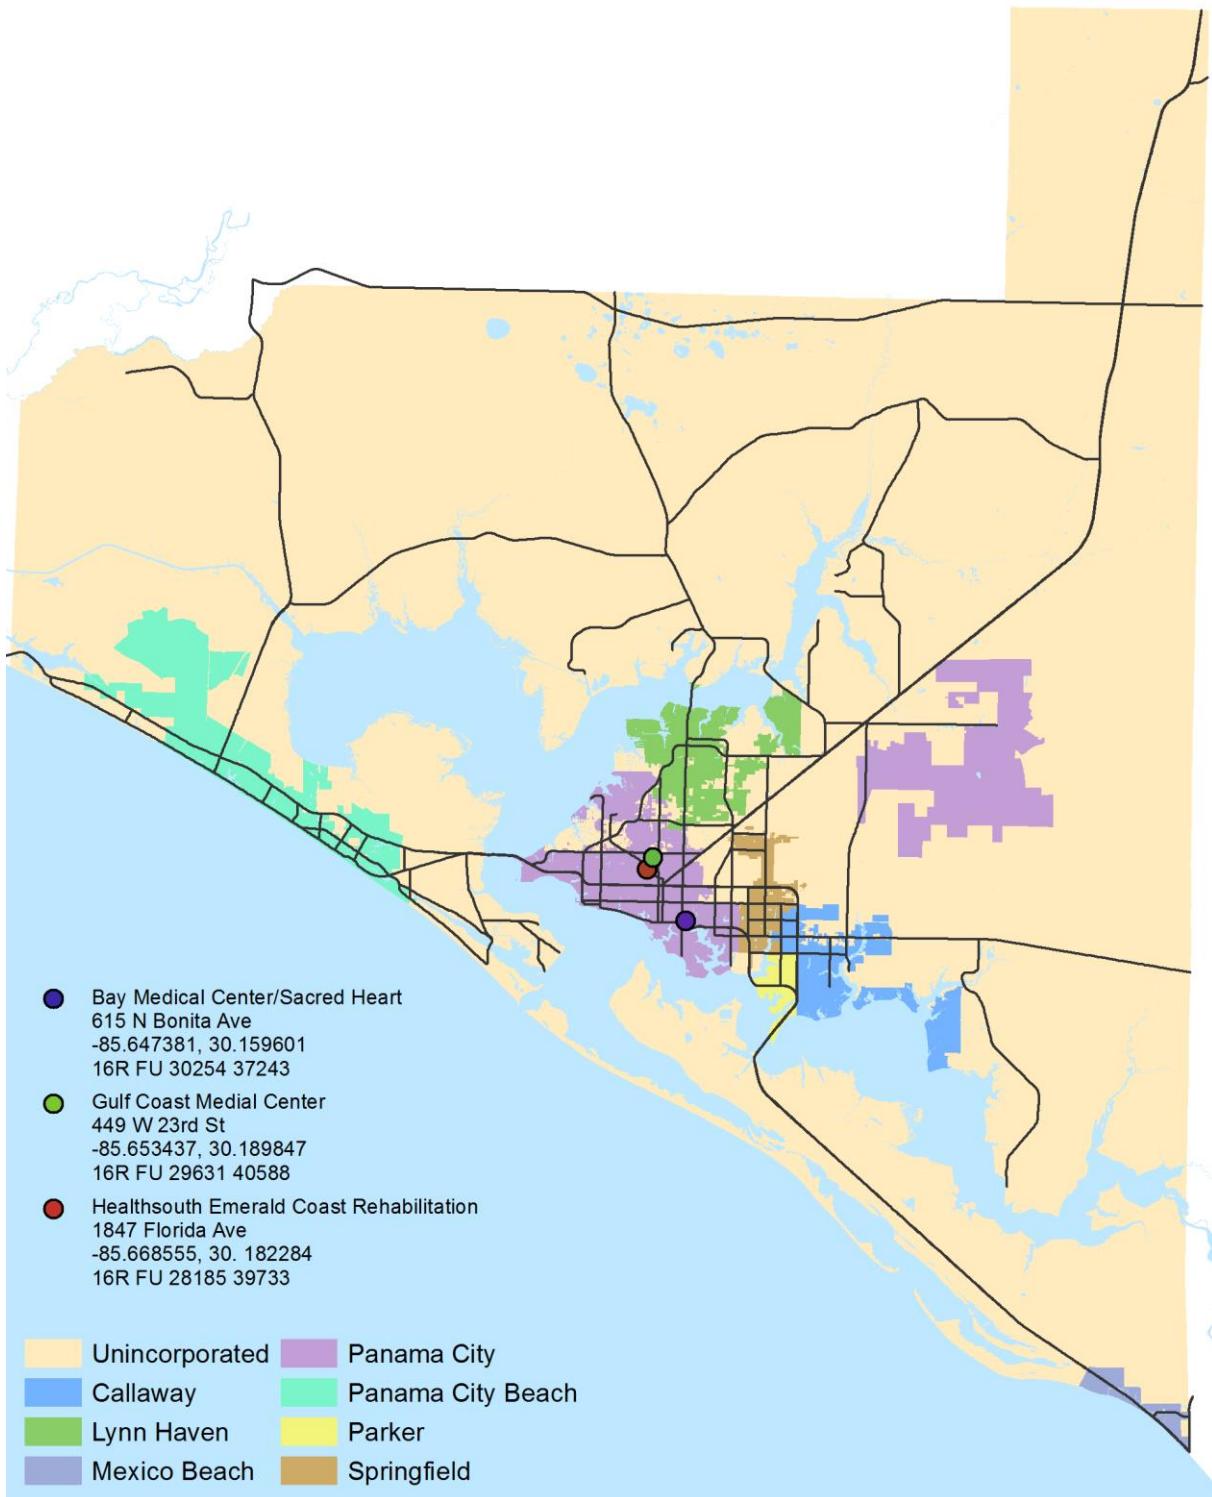 Bay Medical Center/Sacred Heart
615 N Bonita Ave
-85.647381, 30.159601
16R FU 30254 37243
Gulf Coast Medial Center
449 W 23rd St
-85.653437, 30.189847
16R FU 29631 40588
Healthsouth Emerald Coast Rehabilitation
1847 Florida Ave
-85.668555, 30. 182284
16R FU 28185 39733
Unincorporated
Panama City
Callaway
Panama City Beach
Lynn Haven
Parker
Mexico Beach
Springfield